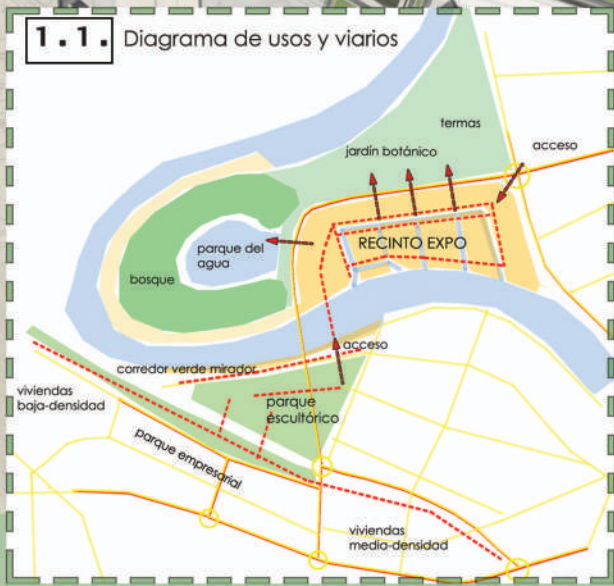 1.1. Diagrama de usos y viarios
termas
jardín botánico
acceso
RECINTO EXPO
parque del
agua
bosque
acceso
corredor verde mirador
viviendas
baja-densidad
parque
escultórico
parque empresarial
viviendas
media-densidad